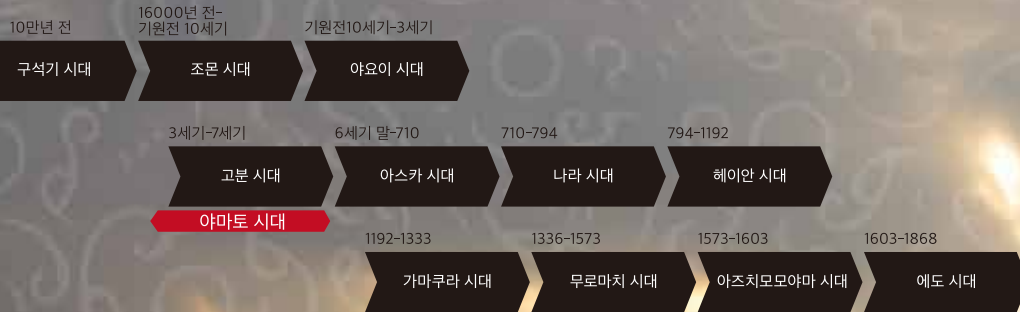 10만년 전
16000년 전-
기원전 10세기
기원전10세기-3세기
구석기 시대
조몬 시대
야요이 시대
3세기-7세기
6세기 말-710
710-794
794-1192
고분 시대
아스카 시대
나라 시대
헤이안 시대
야마토 시대
1192-1333
1336-1573
1573-1603
1603-1868
가마쿠라 시대
무로마치 시대
아즈치모모야마 시대
에도 시대